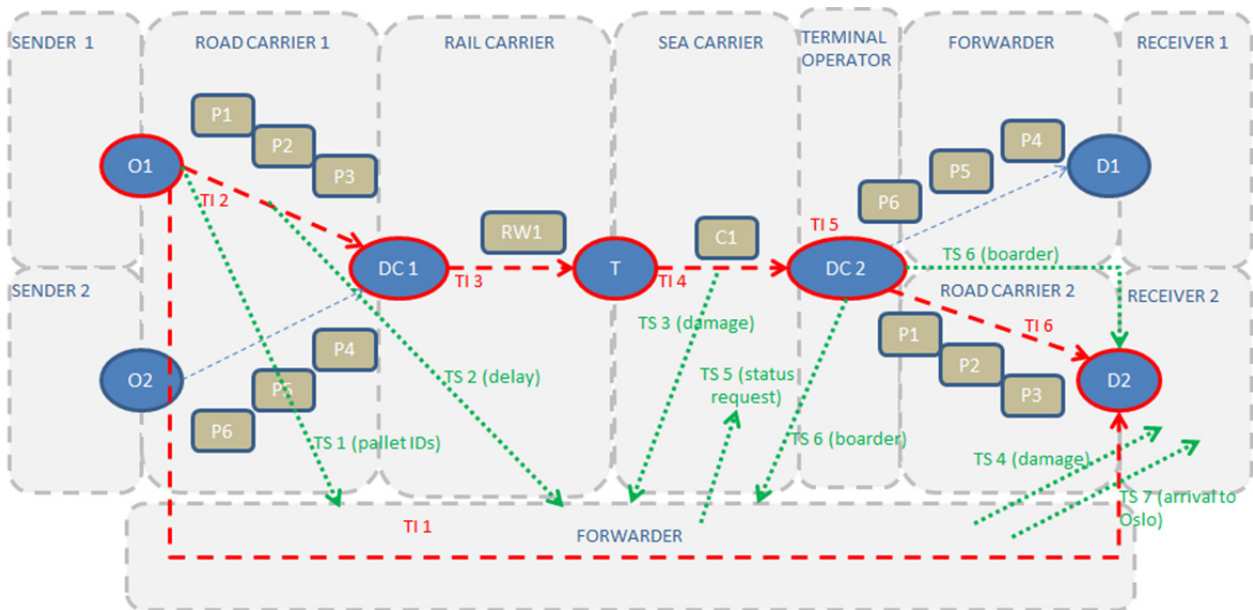 SENDER 1
ROAD CARRIER 1
RAIL CARRIER
SEA CARRIER
TERMINAL
OPERATOR
FORWARDER
RECEIVER 1
P1
P2
P3
P4
P5
P6
O1
D1
TI 2
RW1
C1
TI 5
DC 1
TI 3
T
TI 4
DC 2
TS 6 (boarder)
SENDER 2
ROAD CARRIER 2
RECEIVER 2
TS 3 (damage)
TI 6
P1
P2
P3
P4
P5
P6
O2
D2
TS 2 (delay)
TS 5 (status
request)
TS 1 (pallet IDs)
TS 6 (boarder)
TS 4 (damage)
TS 7 (arrival to
Oslo)
TI 1
FORWARDER